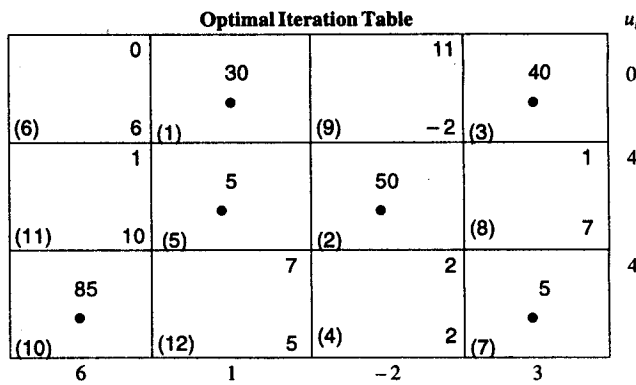 Optimal Iteration Table uᵢ
0 11
30 40 0
(6) 6 (1) (9) −2 (3)
1 1
5 50 4
(11) 10 (5) (2) (8) 7
7 2
85 5 4
(10) (12) 5 (4) 2 (7)
6 1 −2 3